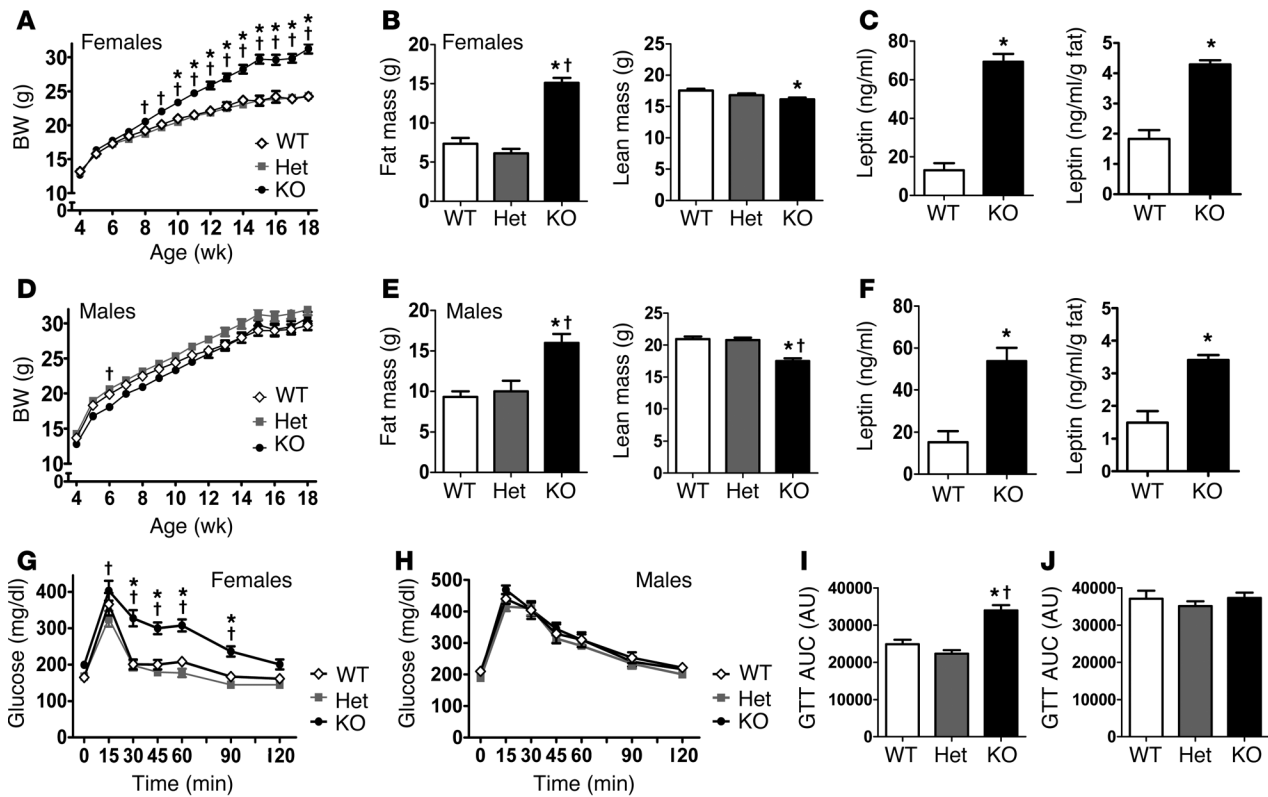 A
Females
* * * * * * * * *
† † † † † † † † † † †
BW (g)
30
25
20
15
10
0
WT
Het
KO
4 6 8 10 12 14 16 18
Age (wk)
B
Females
Fat mass (g)
20
15
10
5
0
*†
WT Het KO
Lean mass (g)
25
20
15
10
5
0
*
WT Het KO
C
Leptin (ng/ml)
80
60
40
20
0
*
WT KO
Leptin (ng/ml/g fat)
5
4
3
2
1
0
*
WT KO
D
Males
BW (g)
30
25
20
15
10
0
†
WT
Het
KO
4 6 8 10 12 14 16 18
Age (wk)
E
Males
Fat mass (g)
20
15
10
5
0
*†
WT Het KO
Lean mass (g)
25
20
15
10
5
0
*†
WT Het KO
F
Leptin (ng/ml)
80
60
40
20
0
*
WT KO
Leptin (ng/ml/g fat)
5
4
3
2
1
0
*
WT KO
G
Females
Glucose (mg/dl)
400
300
200
100
0
† * * * *
† † † †
WT
Het
KO
0 15 30 45 60 90 120
Time (min)
H
Males
Glucose (mg/dl)
500
400
300
200
100
0
WT
Het
KO
0 15 30 45 60 90 120
Time (min)
I
GTT AUC (AU)
40000
30000
20000
10000
0
*†
WT Het KO
J
GTT AUC (AU)
40000
30000
20000
10000
0
WT Het KO